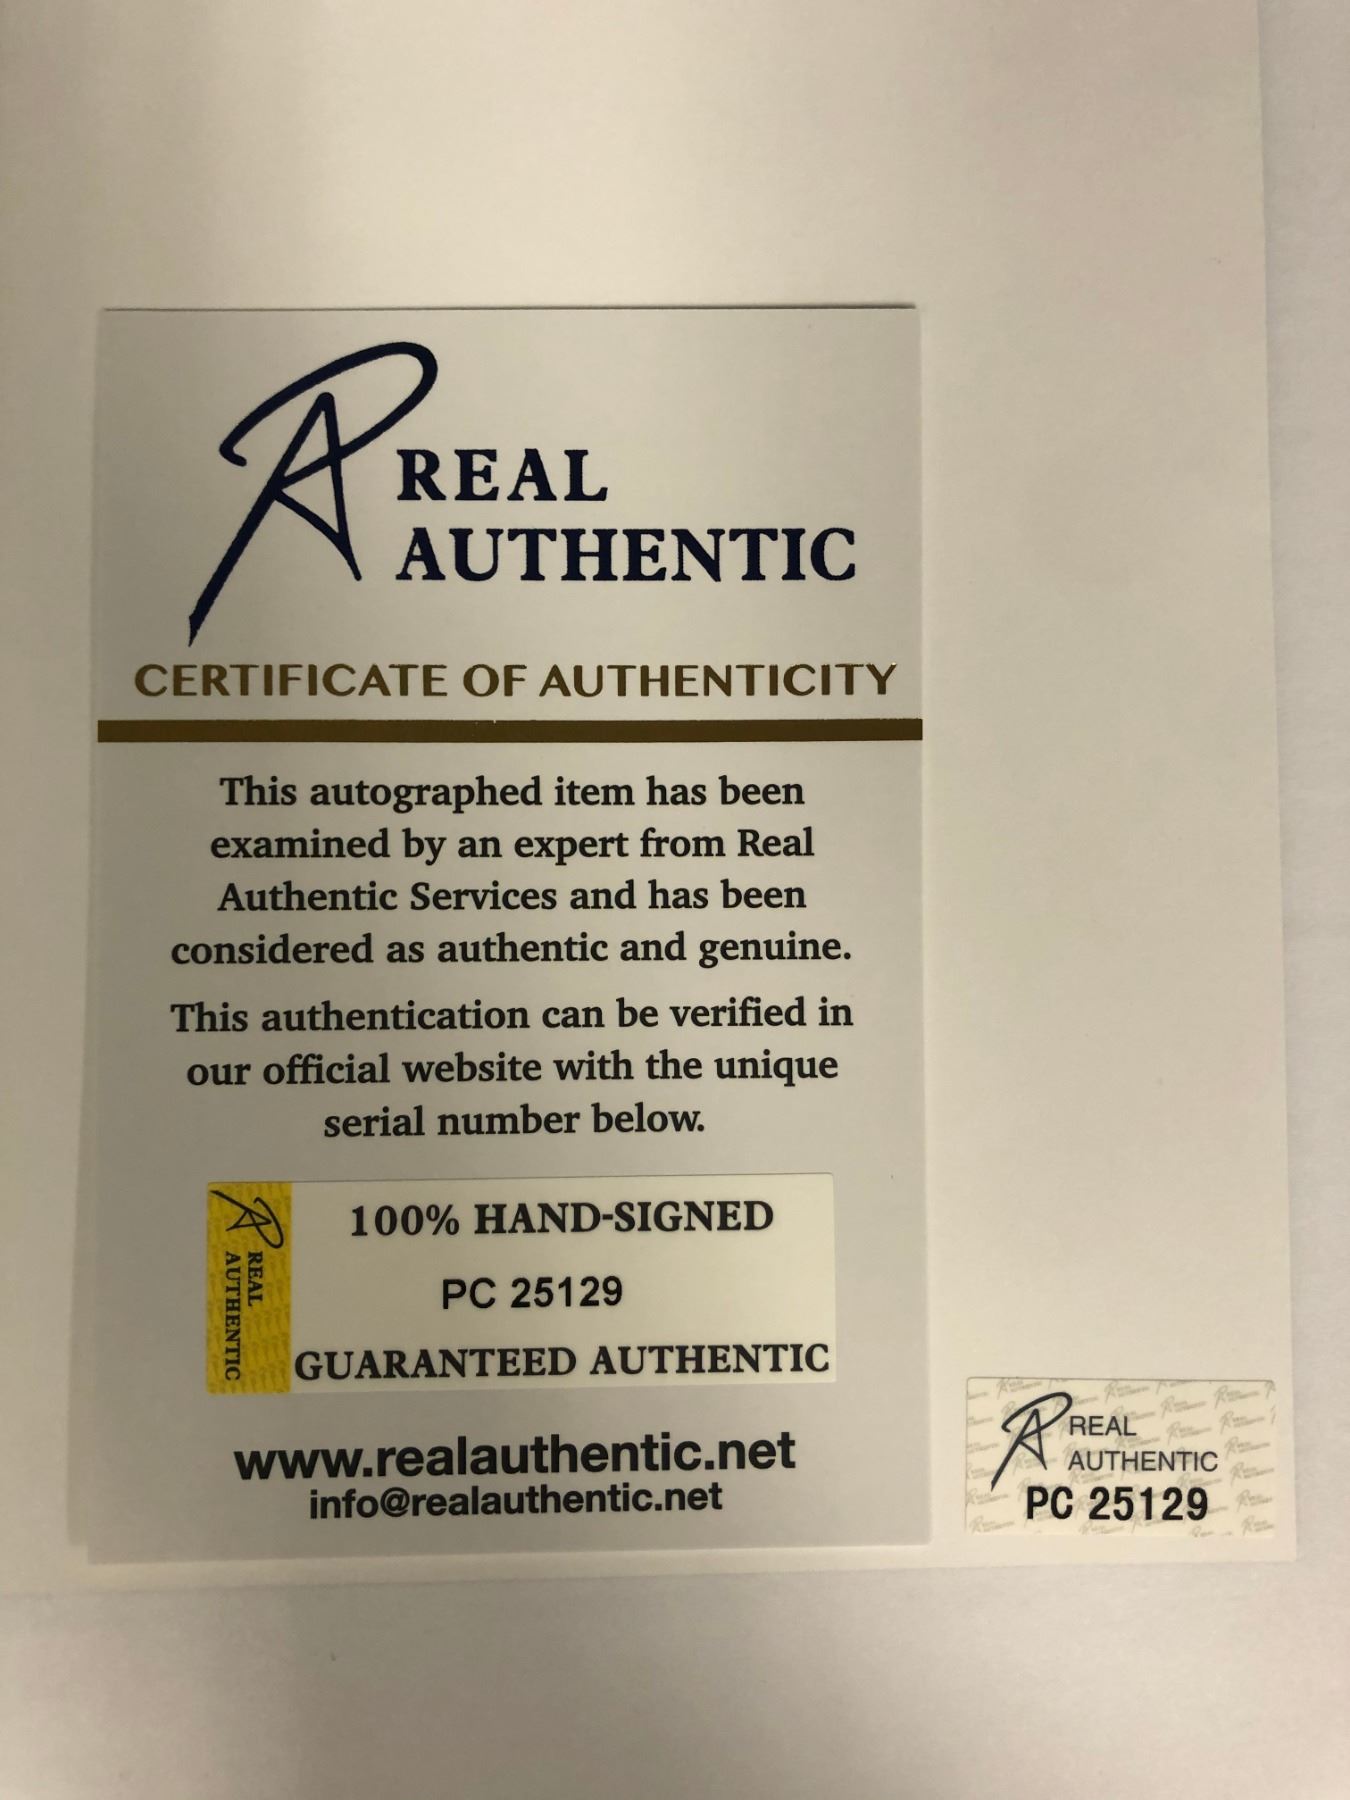 REAL
AUTHENTIC
CERTIFICATE OF AUTHENTICITY
This autographed item has been
examined by an expert from Real
Authentic Services and has been
considered as authentic and genuine.
This authentication can be verified in
our official website with the unique
serial number below.
REAL
AUTHENTIC
100% HAND-SIGNED
PC 25129
GUARANTEED AUTHENTIC
www.realauthentic.net
info@realauthentic.net
REAL
AUTHENTIC
PC 25129